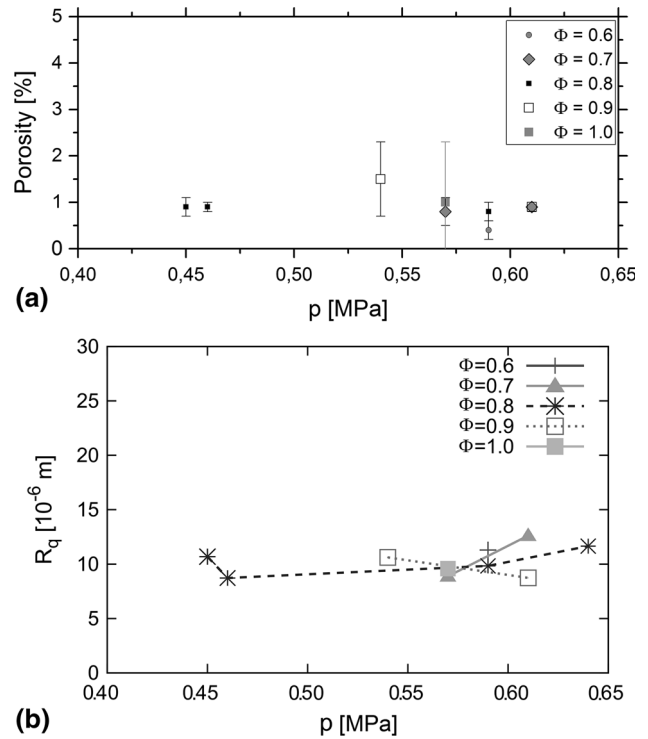 5
4
3
2
1
0
Porosity [%]
Φ = 0.6
Φ = 0.7
Φ = 0.8
Φ = 0.9
Φ = 1.0
0,40 0,45 0,50 0,55 0,60 0,65
p [MPa]
(a)
30
25
20
15
10
5
0
R_q [10^-6 m]
Φ=0.6
Φ=0.7
Φ=0.8
Φ=0.9
Φ=1.0
0.40 0.45 0.50 0.55 0.60 0.65
p [MPa]
(b)